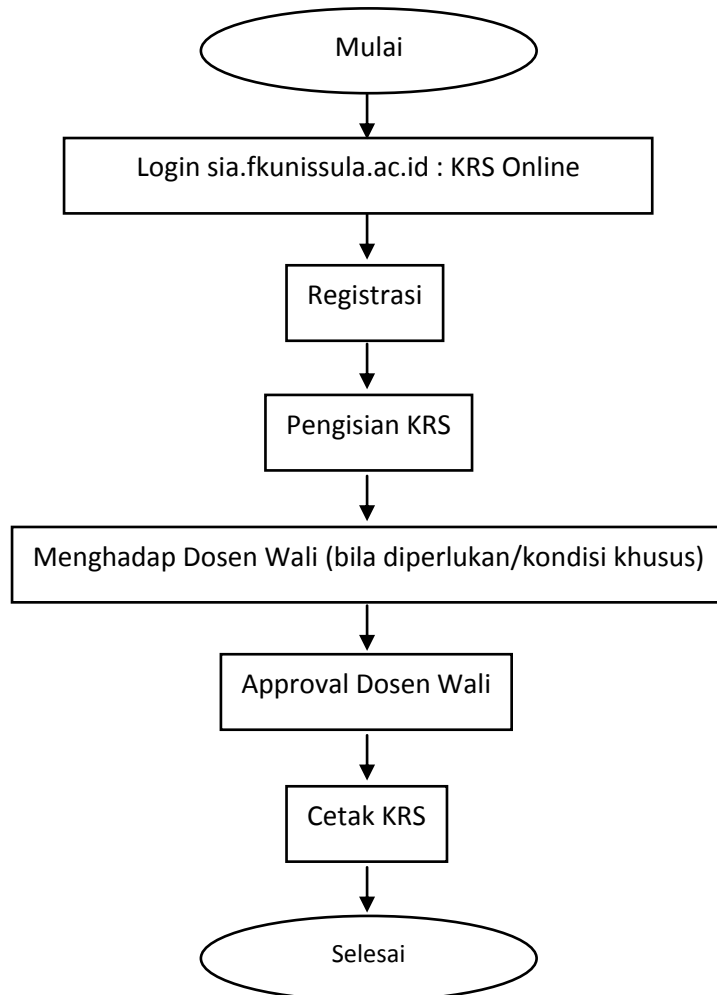 Mulai
Login sia.fkunissula.ac.id : KRS Online
Registrasi
Pengisian KRS
Menghadap Dosen Wali (bila diperlukan/kondisi khusus)
Approval Dosen Wali
Cetak KRS
Selesai